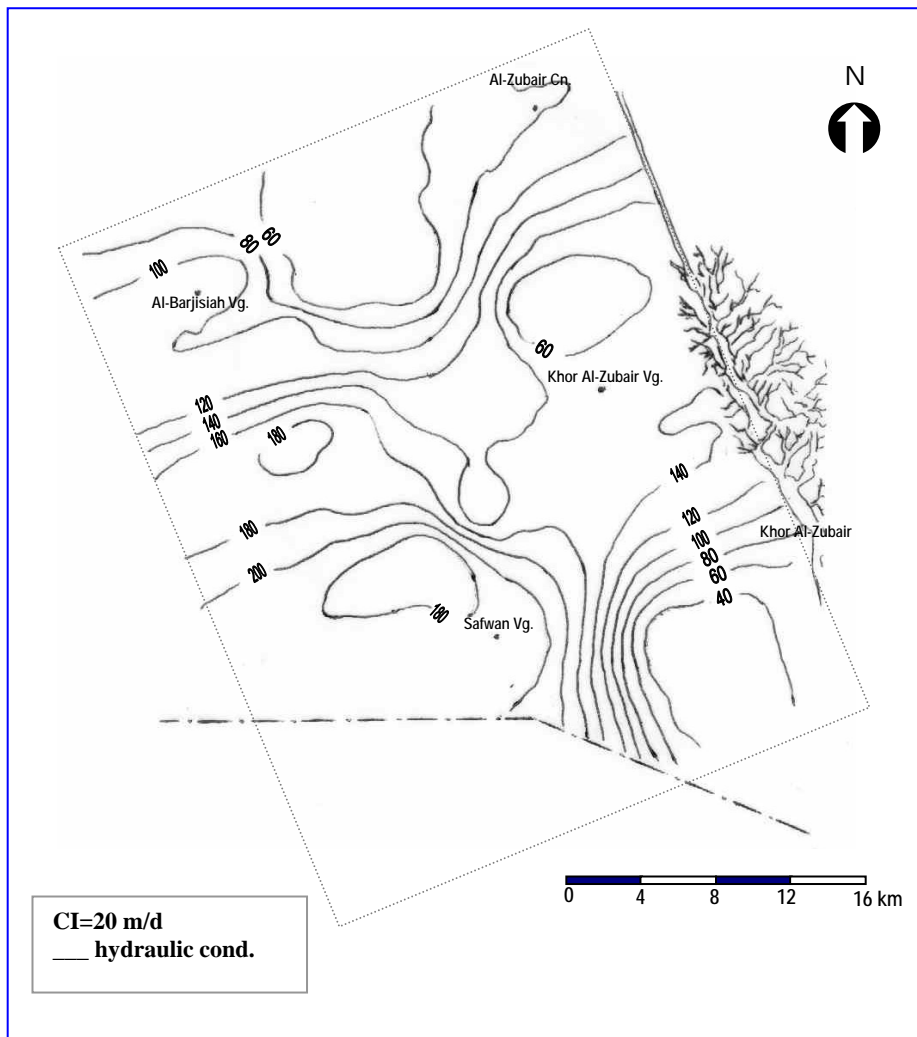 Al-Zubair Cn.
N
80
60
100
Al-Barjisiah Vg.
60
Khor Al-Zubair Vg.
120
140
160
180
140
180
120
Khor Al-Zubair
100
200
80
60
40
180
Safwan Vg.
0 4 8 12 16 km
CI=20 m/d
___ hydraulic cond.